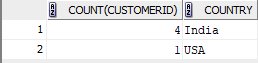 COUNT(CUSTOMERID) COUNTRY
1 4 India
2 1 USA